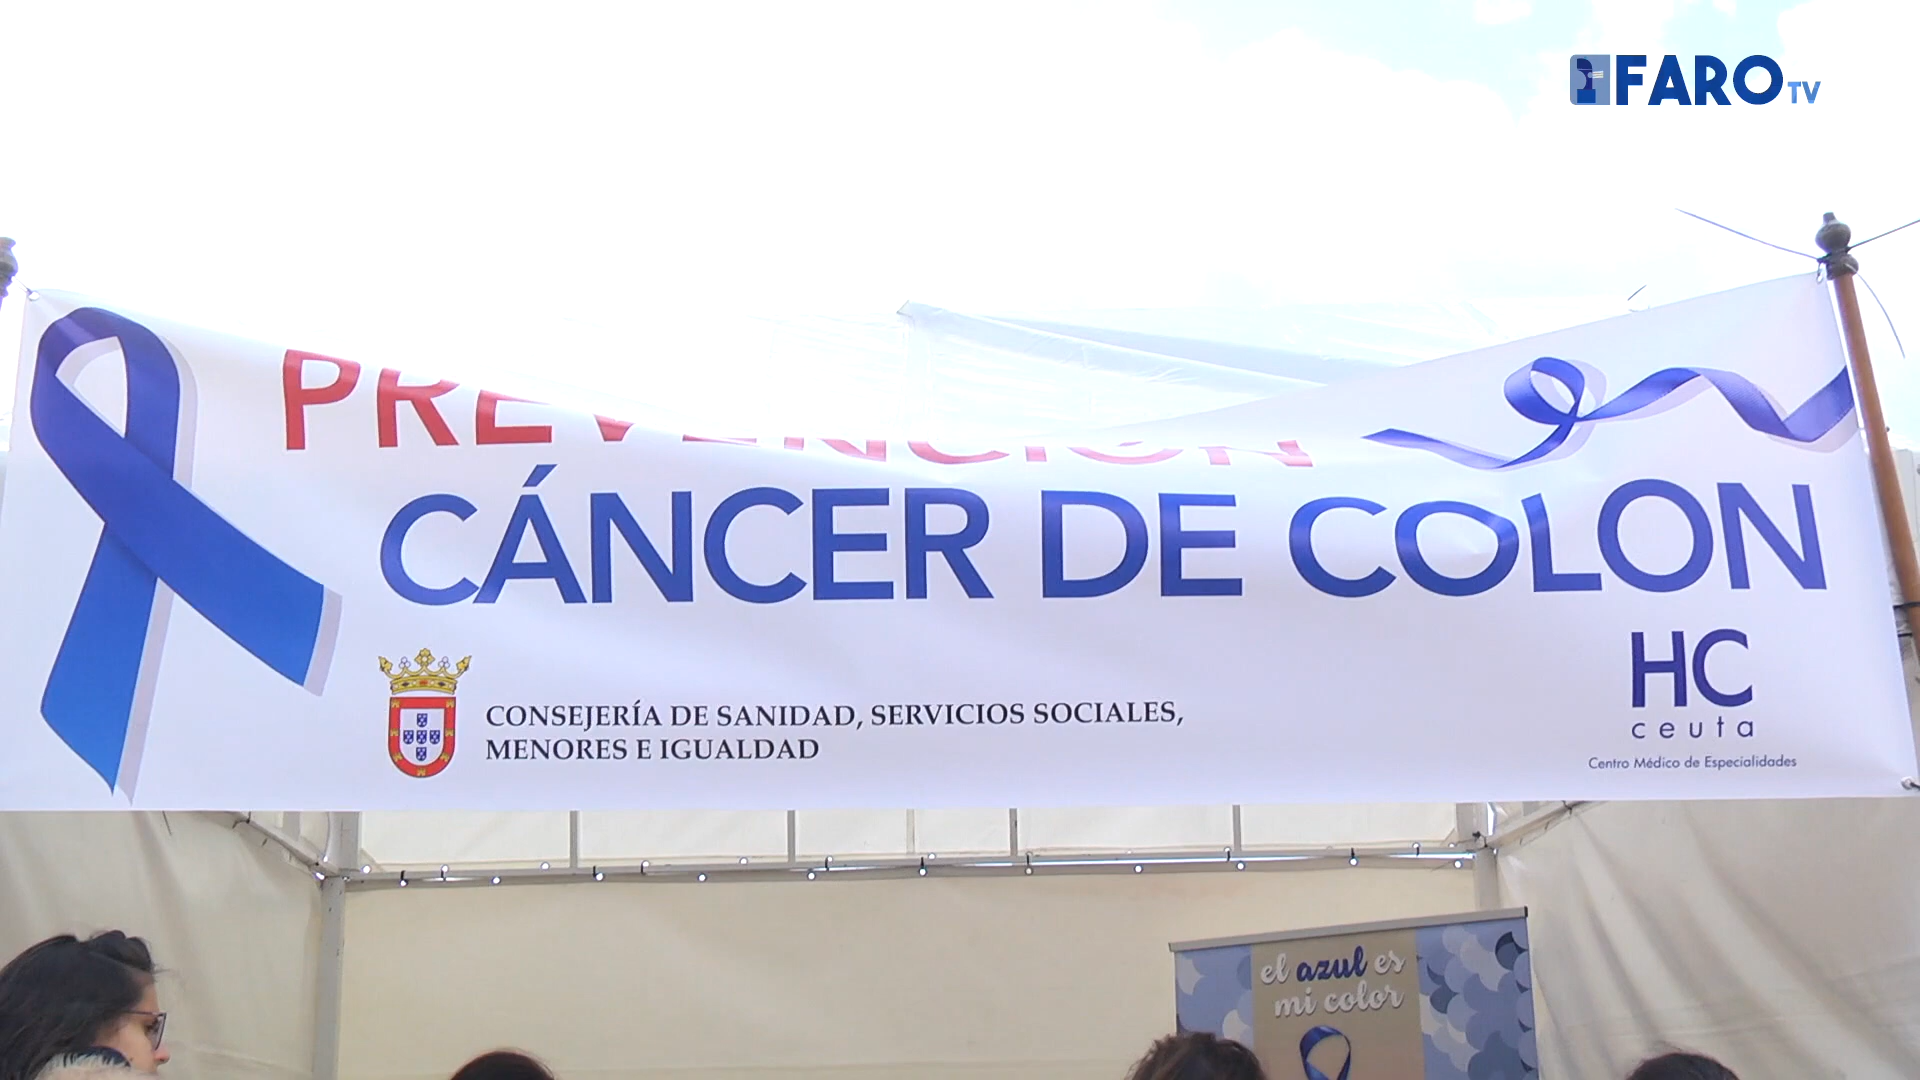 FARO TV
PREVENCIÓN
CÁNCER DE COLON
CONSEJERÍA DE SANIDAD, SERVICIOS SOCIALES,
MENORES E IGUALDAD
HC
ceuta
Centro Médico de Especialidades
el azul es
mi color